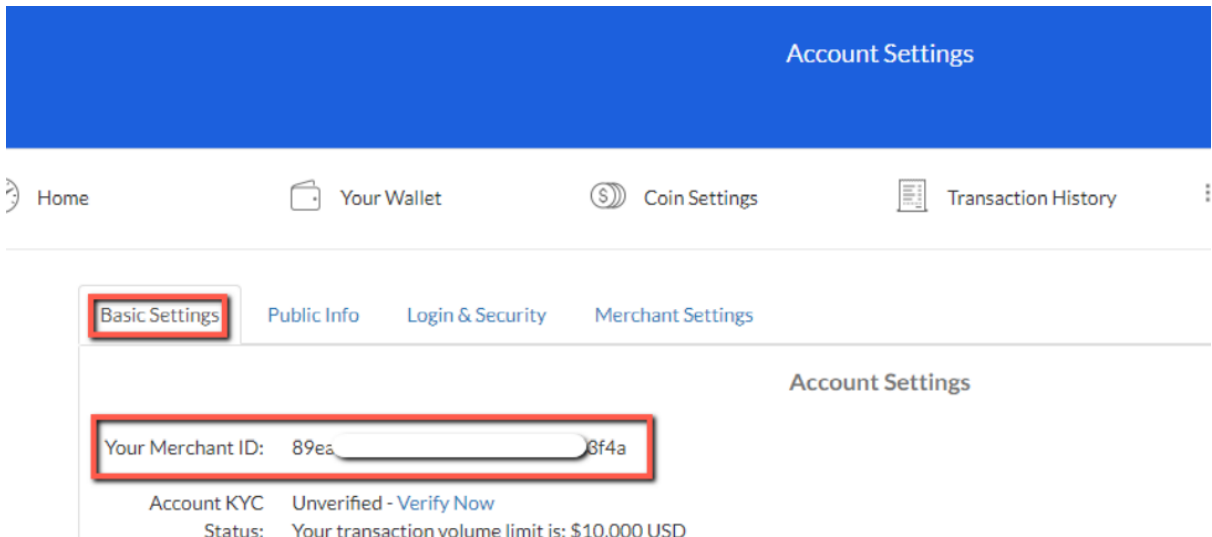 Account Settings
Home Your Wallet Coin Settings Transaction History
Basic Settings Public Info Login & Security Merchant Settings
Account Settings
Your Merchant ID: 89ea 3f4a
Account KYC Unverified - Verify Now
Status: Your transaction volume limit is: $10,000 USD